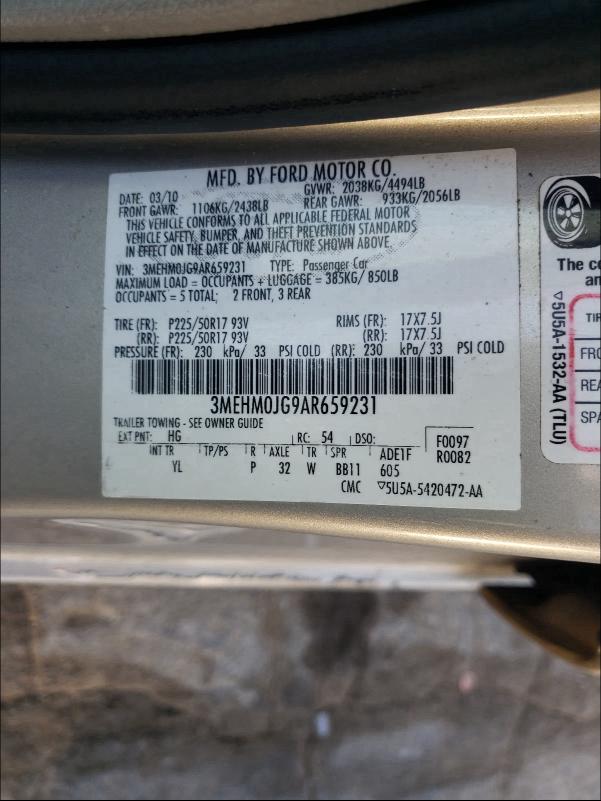 MFD. BY FORD MOTOR CO.
DATE: 03/10 GVWR: 2038KG/4494LB
FRONT GAWR: 1106KG/2438LB REAR GAWR: 933KG/2056LB
THIS VEHICLE CONFORMS TO ALL APPLICABLE FEDERAL MOTOR
VEHICLE SAFETY, BUMPER, AND THEFT PREVENTION STANDARDS
IN EFFECT ON THE DATE OF MANUFACTURE SHOWN ABOVE.
VIN: 3MEHM0JG9AR659231 TYPE: Passenger Car
MAXIMUM LOAD = OCCUPANTS + LUGGAGE = 385KG/ 850LB
OCCUPANTS = 5 TOTAL; 2 FRONT, 3 REAR
TIRE (FR): P225/50R17 93V RIMS (FR): 17X7.5J
(RR): P225/50R17 93V (RR): 17X7.5J
PRESSURE (FR): 230 kPa/ 33 PSI COLD (RR): 230 kPa/ 33 PSI COLD
3MEHM0JG9AR659231
TRAILER TOWING - SEE OWNER GUIDE
EXT PNT: HG RC: 54 DSO: F0097
INT TR TP/PS R AXLE TR SPR ADE1F R0082
YL P 32 W BB11 605
CMC ▽5U5A-5420472-AA
▽5U5A-1532-AA (TLU)
The co
TIR
FRO
REA
SPA